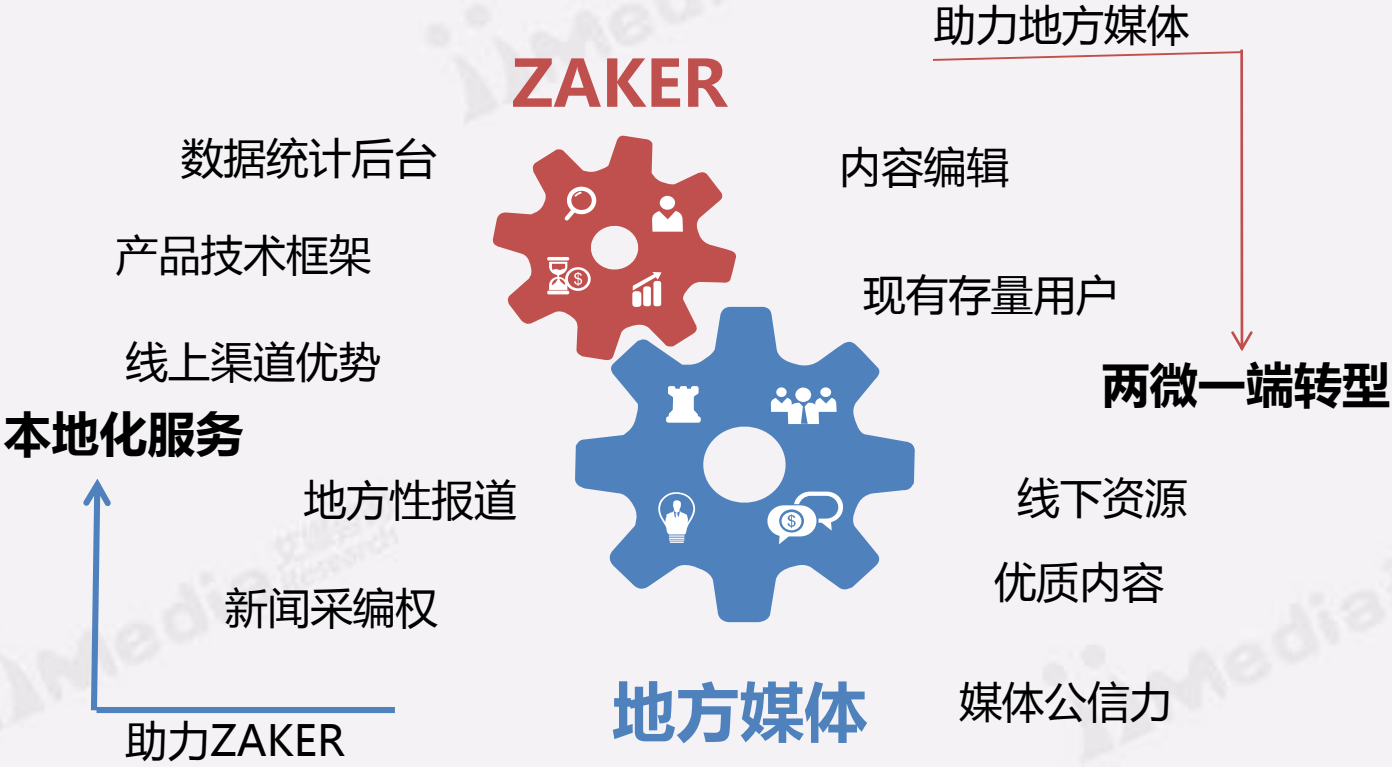 助力地方媒体
ZAKER
数据统计后台
内容编辑
产品技术框架
现有存量用户
线上渠道优势
两微一端转型
本地化服务
地方性报道
线下资源
优质内容
新闻采编权
地方媒体
媒体公信力
助力ZAKER